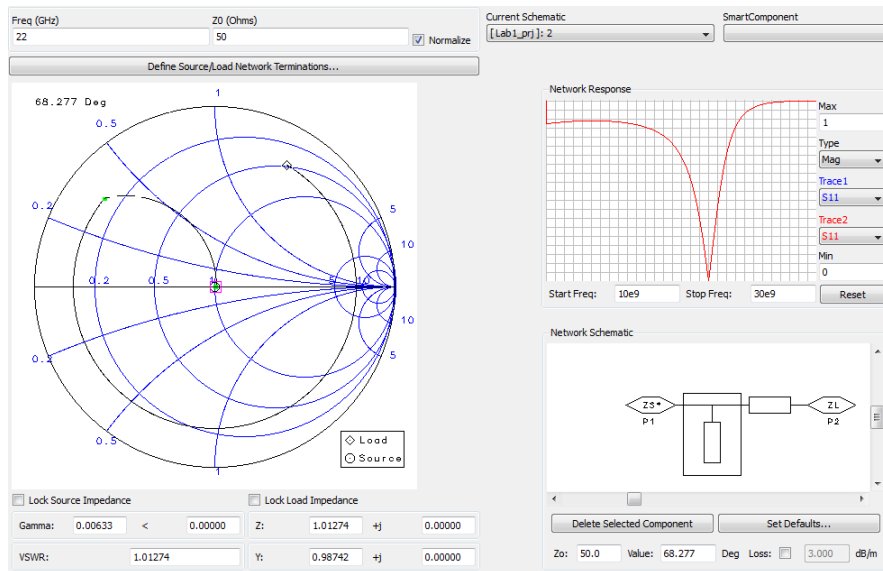 Freq (GHz) Z0 (Ohms) Current Schematic SmartComponent
22 50 Normalize [ Lab1_prj ]: 2
Define Source/Load Network Terminations...
68.277 Deg
1
0.5
0.2 5
10
0.2 0.5 1 5 10
10
0.2 5
0.5
1
Load
Source
Lock Source Impedance Lock Load Impedance
Gamma: 0.00633 < 0.00000 Z: 1.01274 +j 0.00000
VSWR: 1.01274 Y: 0.98742 +j 0.00000
Network Response
Max
1
Type
Mag
Trace1
S11
Trace2
S11
Min
0
Start Freq: 10e9 Stop Freq: 30e9 Reset
Network Schematic
ZS* ZL
P1 P2
Delete Selected Component Set Defaults...
Zo: 50.0 Value: 68.277 Deg Loss: 3.000 dB/m